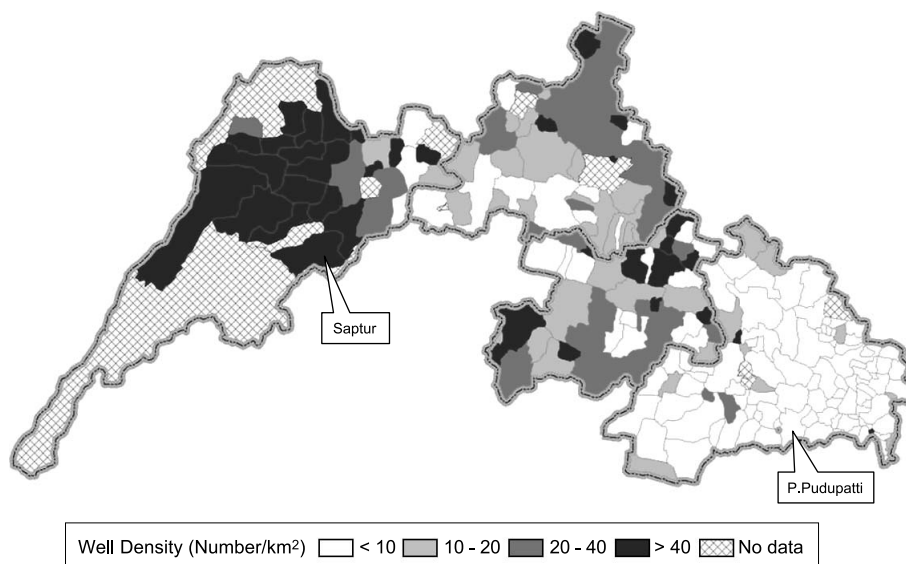 Saptur
P.Pudupatti
Well Density (Number/km²) < 10 10 - 20 20 - 40 > 40 No data